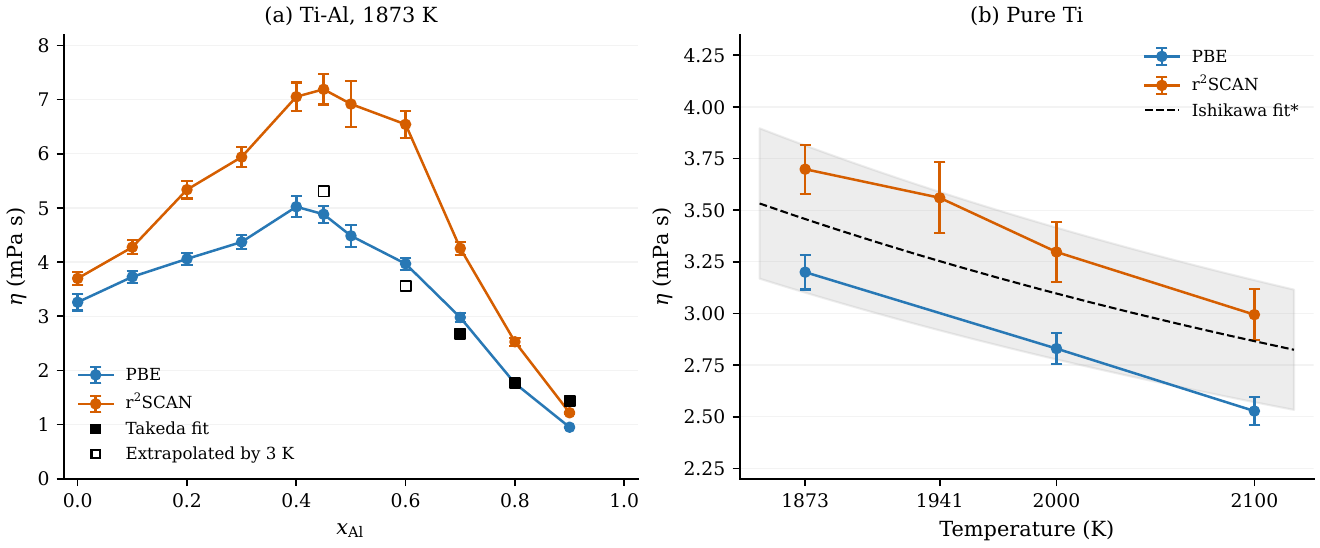 (a) Ti-Al, 1873 K
8
7
6
5
4
3
2
1
0
η (mPa s)
PBE
r²SCAN
Takeda fit
Extrapolated by 3 K
0.0 0.2 0.4 0.6 0.8 1.0
x_Al
(b) Pure Ti
4.25
4.00
3.75
3.50
3.25
3.00
2.75
2.50
2.25
η (mPa s)
PBE
r²SCAN
Ishikawa fit*
1873 1941 2000 2100
Temperature (K)